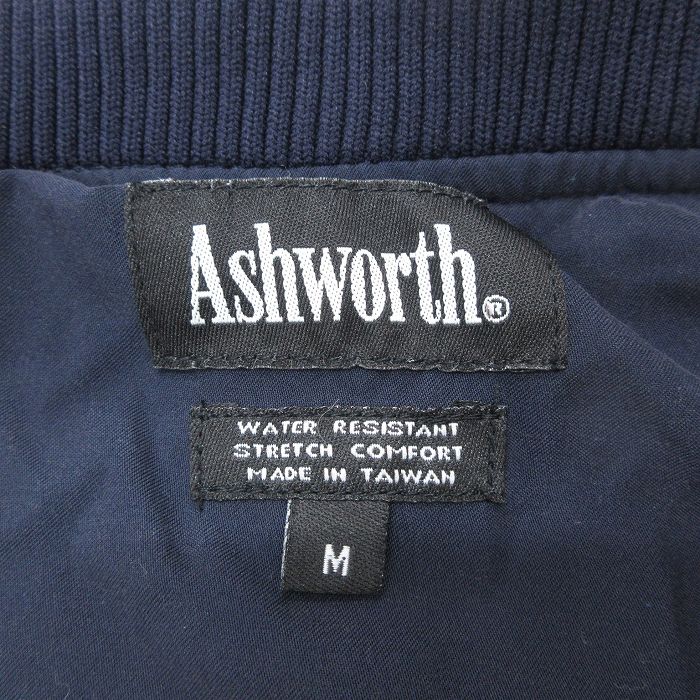 Ashworth®
WATER RESISTANT
STRETCH COMFORT
MADE IN TAIWAN
M